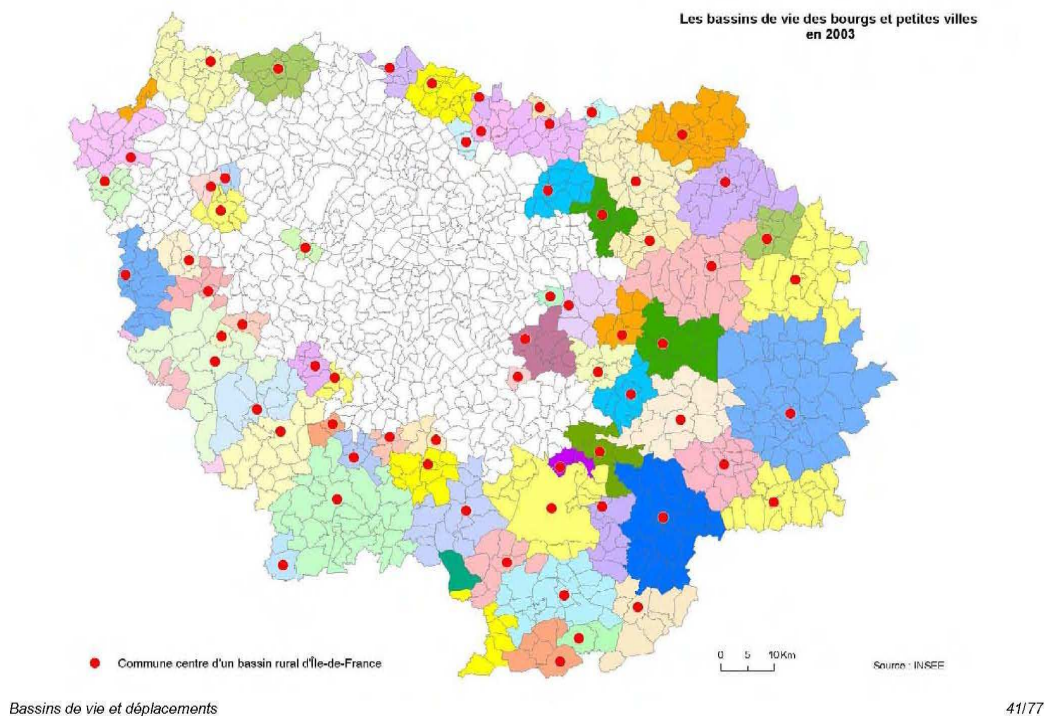 Les bassins de vie des bourgs et petites villes
en 2003
Commune centre d'un bassin rural d'Île-de-France
0 5 10Km
Source : INSEE
Bassins de vie et déplacements
41/77